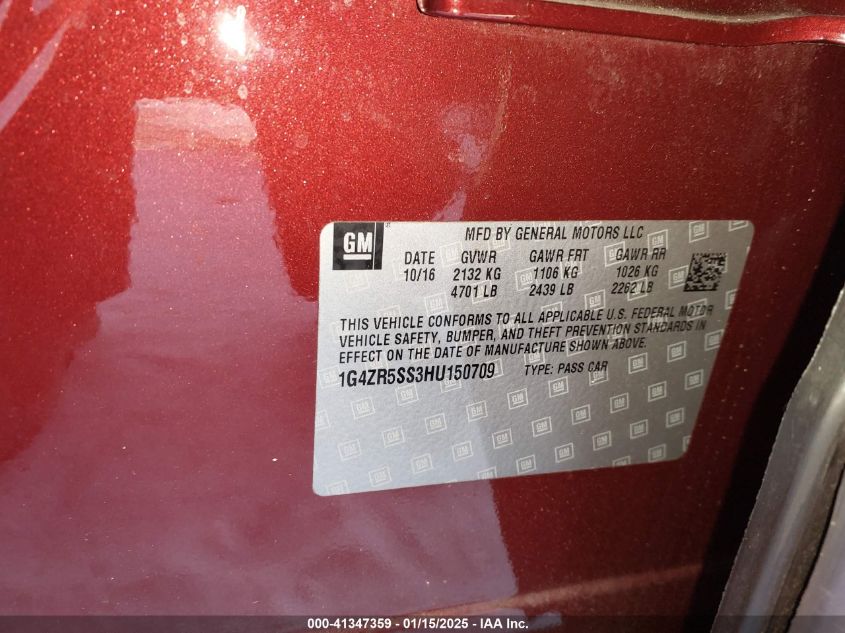 GM
MFD BY GENERAL MOTORS LLC
DATE GVWR GAWR FRT GAWR RR
10/16 2132 KG 1106 KG 1026 KG
4701 LB 2439 LB 2262 LB
THIS VEHICLE CONFORMS TO ALL APPLICABLE U.S. FEDERAL MOTOR
VEHICLE SAFETY, BUMPER, AND THEFT PREVENTION STANDARDS IN
EFFECT ON THE DATE OF MANUFACTURE SHOWN ABOVE.
1G4ZR5SS3HU150709 TYPE: PASS CAR
000-41347359 - 01/15/2025 - IAA Inc.